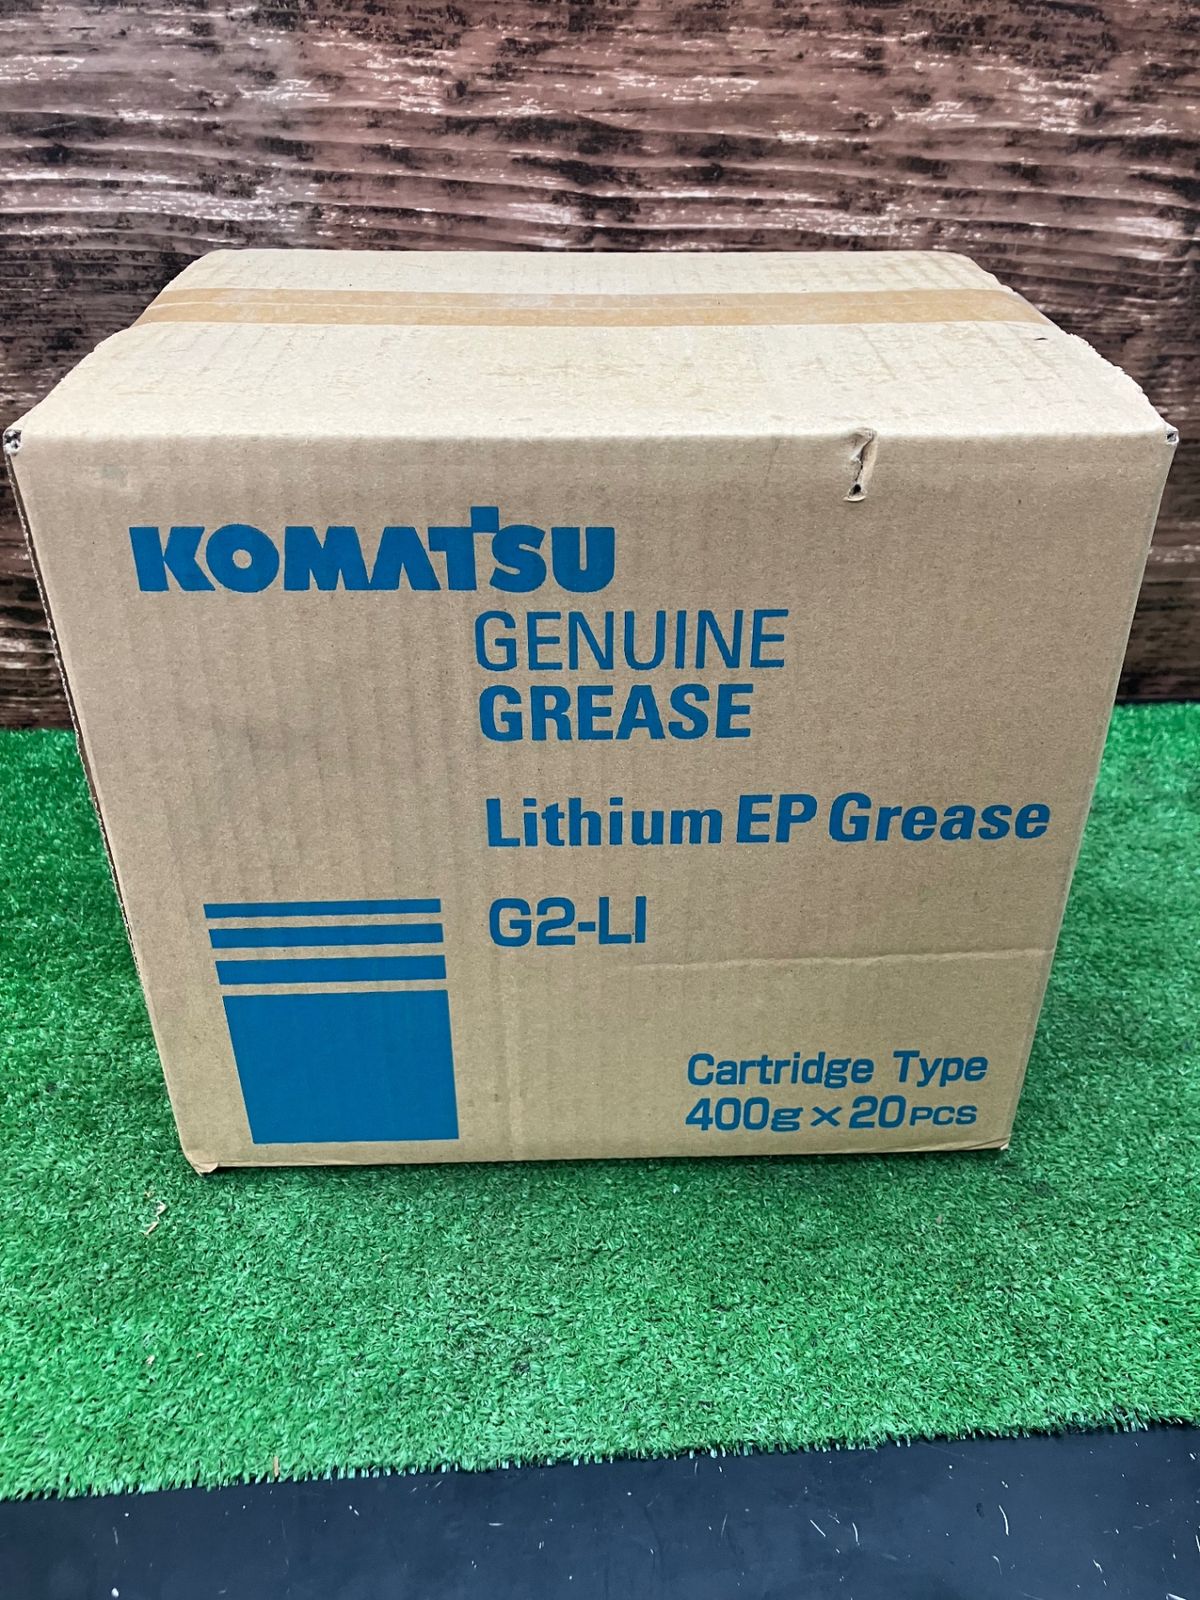 KOMATSU
GENUINE
GREASE
Lithium EP Grease
G2-LI
Cartridge Type
400g×20PCS